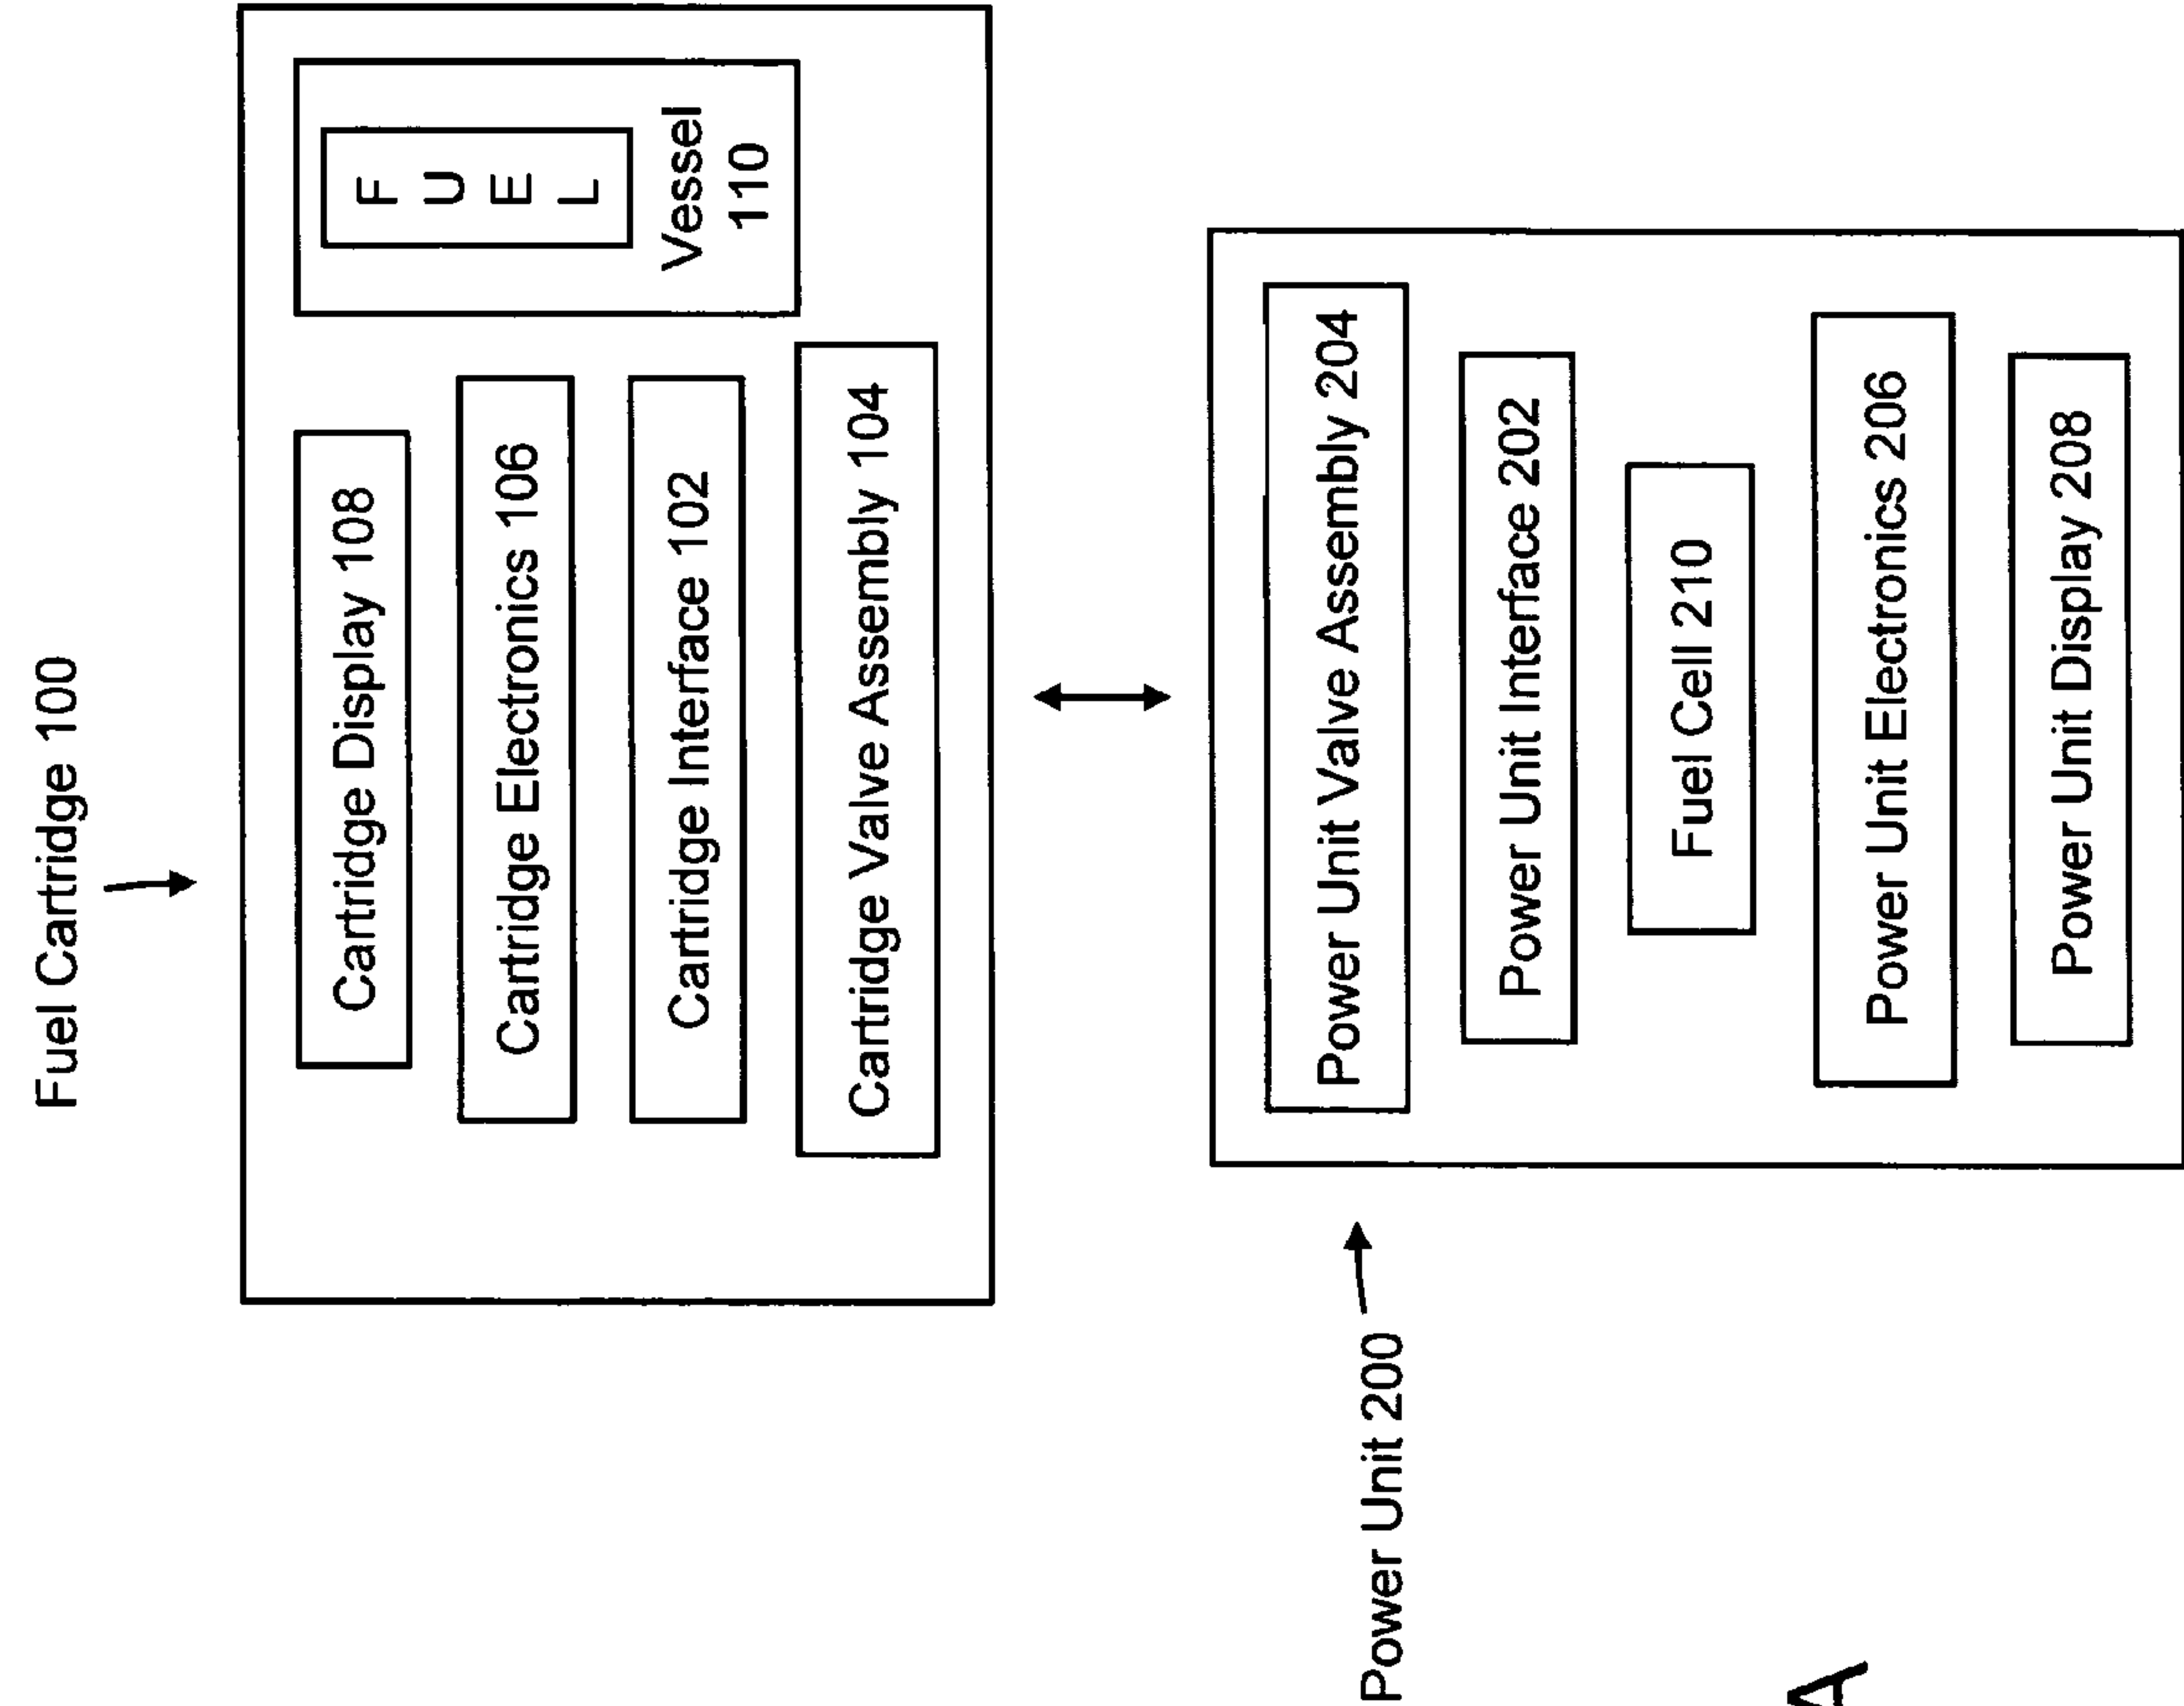 Fuel Cartridge 100
Cartridge Display 108
Cartridge Electronics 106
Cartridge Interface 102
Cartridge Valve Assembly 104
F
U
E
L
Vessel
110
Power Unit 200
Power Unit Valve Assembly 204
Power Unit Interface 202
Fuel Cell 210
Power Unit Electronics 206
Power Unit Display 208
A